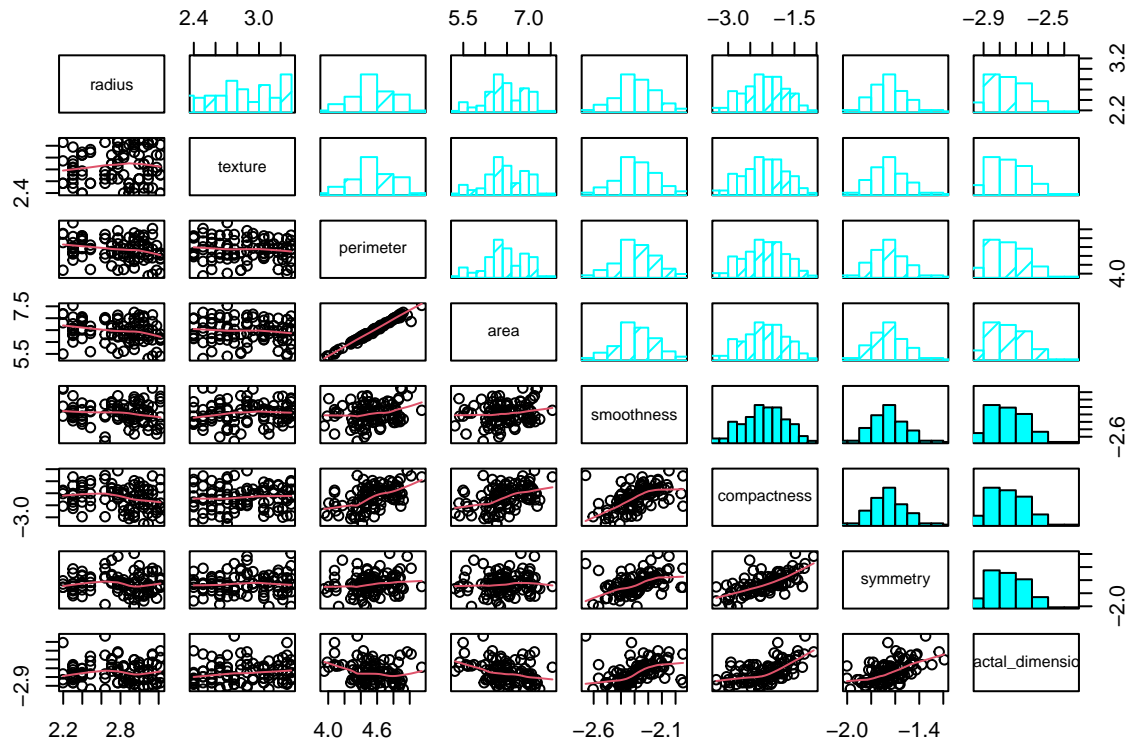 2.4 3.0 5.5 7.0 −3.0 −1.5 −2.9 −2.5
radius
2.2 3.2
texture
2.4
perimeter
4.0
area
5.5 7.5
smoothness
−2.6
compactness
−3.0
symmetry
−2.0
actal_dimensio
−2.9
2.2 2.8 4.0 4.6 −2.6 −2.1 −2.0 −1.4